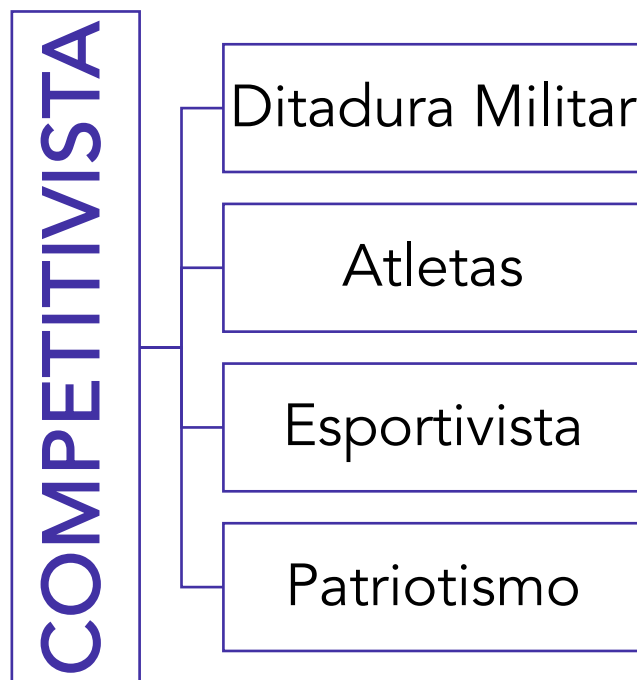 COMPETITIVISTA
Ditadura Militar
Atletas
Esportivista
Patriotismo